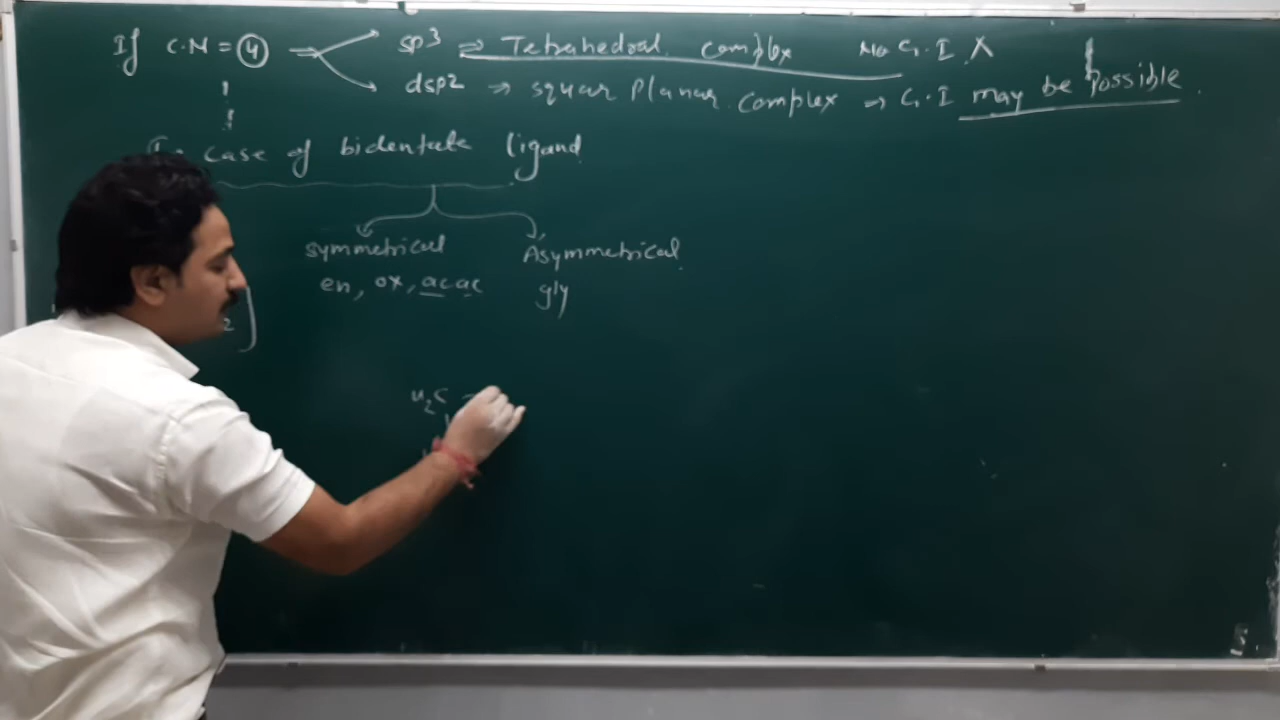 If C.N = 4 ⇒ sp3 ⇒ Tetrahedral complex No G.I X
dsp2 ⇒ squar Planar complex ⇒ G.I may be Possible
In case of bidentate ligand
symmetrical Asymmetrical
en, ox, acac gly
2
H2C